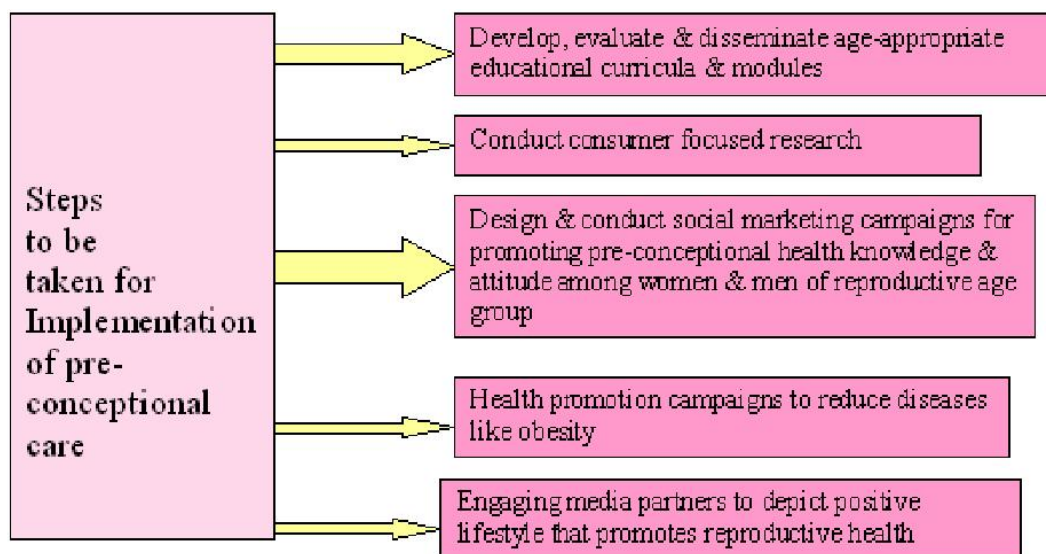 Steps
to be
taken for
Implementation
of pre-
conceptional
care
Develop, evaluate & disseminate age-appropriate
educational curricula & modules
Conduct consumer focused research
Design & conduct social marketing campaigns for
promoting pre-conceptional health knowledge &
attitude among women & men of reproductive age
group
Health promotion campaigns to reduce diseases
like obesity
Engaging media partners to depict positive
lifestyle that promotes reproductive health